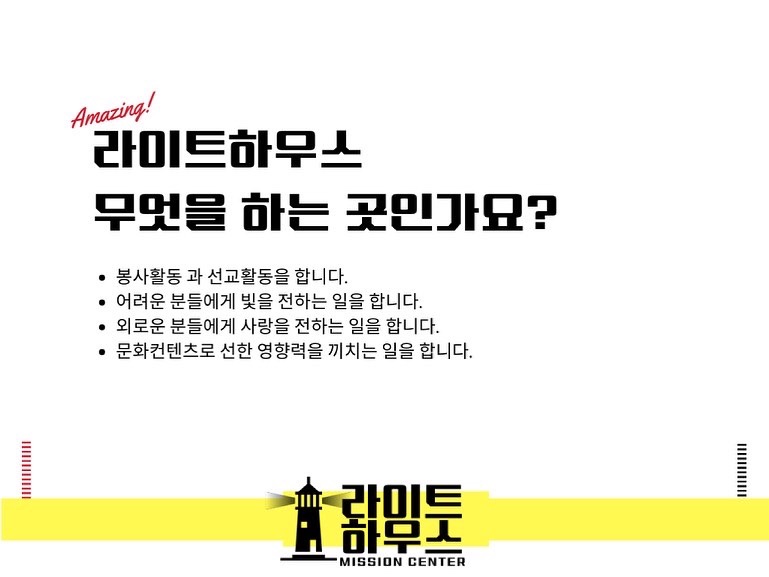 Amazing!
라이트하우스
무엇을 하는 곳인가요?
• 봉사활동 과 선교활동을 합니다.
• 어려운 분들에게 빛을 전하는 일을 합니다.
• 외로운 분들에게 사랑을 전하는 일을 합니다.
• 문화컨텐츠로 선한 영향력을 끼치는 일을 합니다.
라이트
하우스
MISSION CENTER